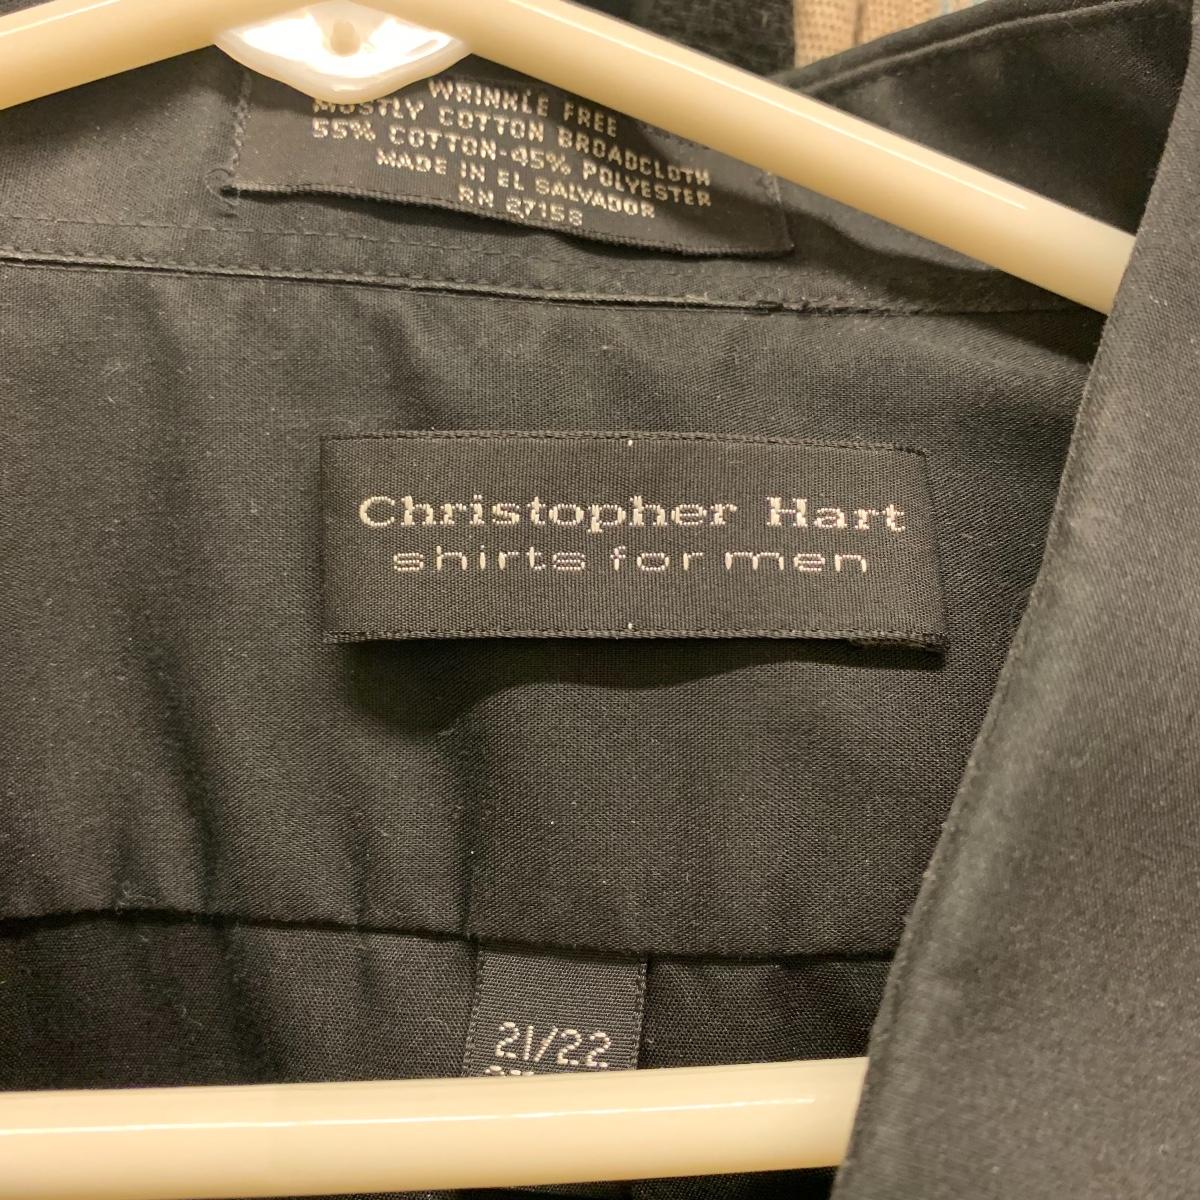 WRINKLE FREE
MOSTLY COTTON BROADCLOTH
55% COTTON-45% POLYESTER
MADE IN EL SALVADOR
RN
Christopher Hart
shirts for men
21/22